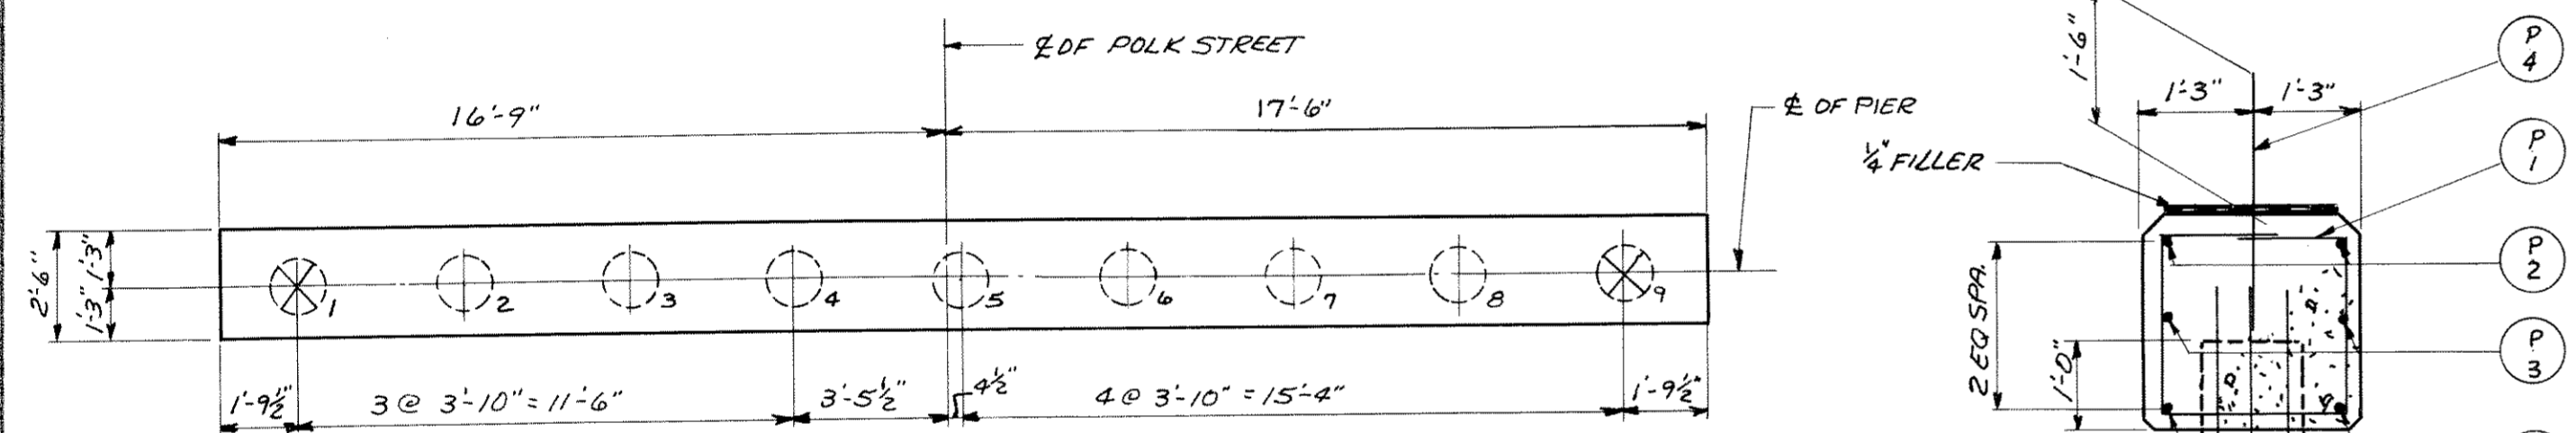 ℄ OF POLK STREET
16'-9"
17'-6"
℄ OF PIER
2'-6"
1'-3"
1'-3"
1
2
3
4
5
6
7
8
9
1'-9½"
3 @ 3'-10" = 11'-6"
3'-5½"
4½"
4 @ 3'-10" = 15'-4"
1'-9½"
1'-6"
1'-3"
1'-3"
¼" FILLER
2 EQ SPA.
1'-0"
P
4
P
1
P
2
P
3